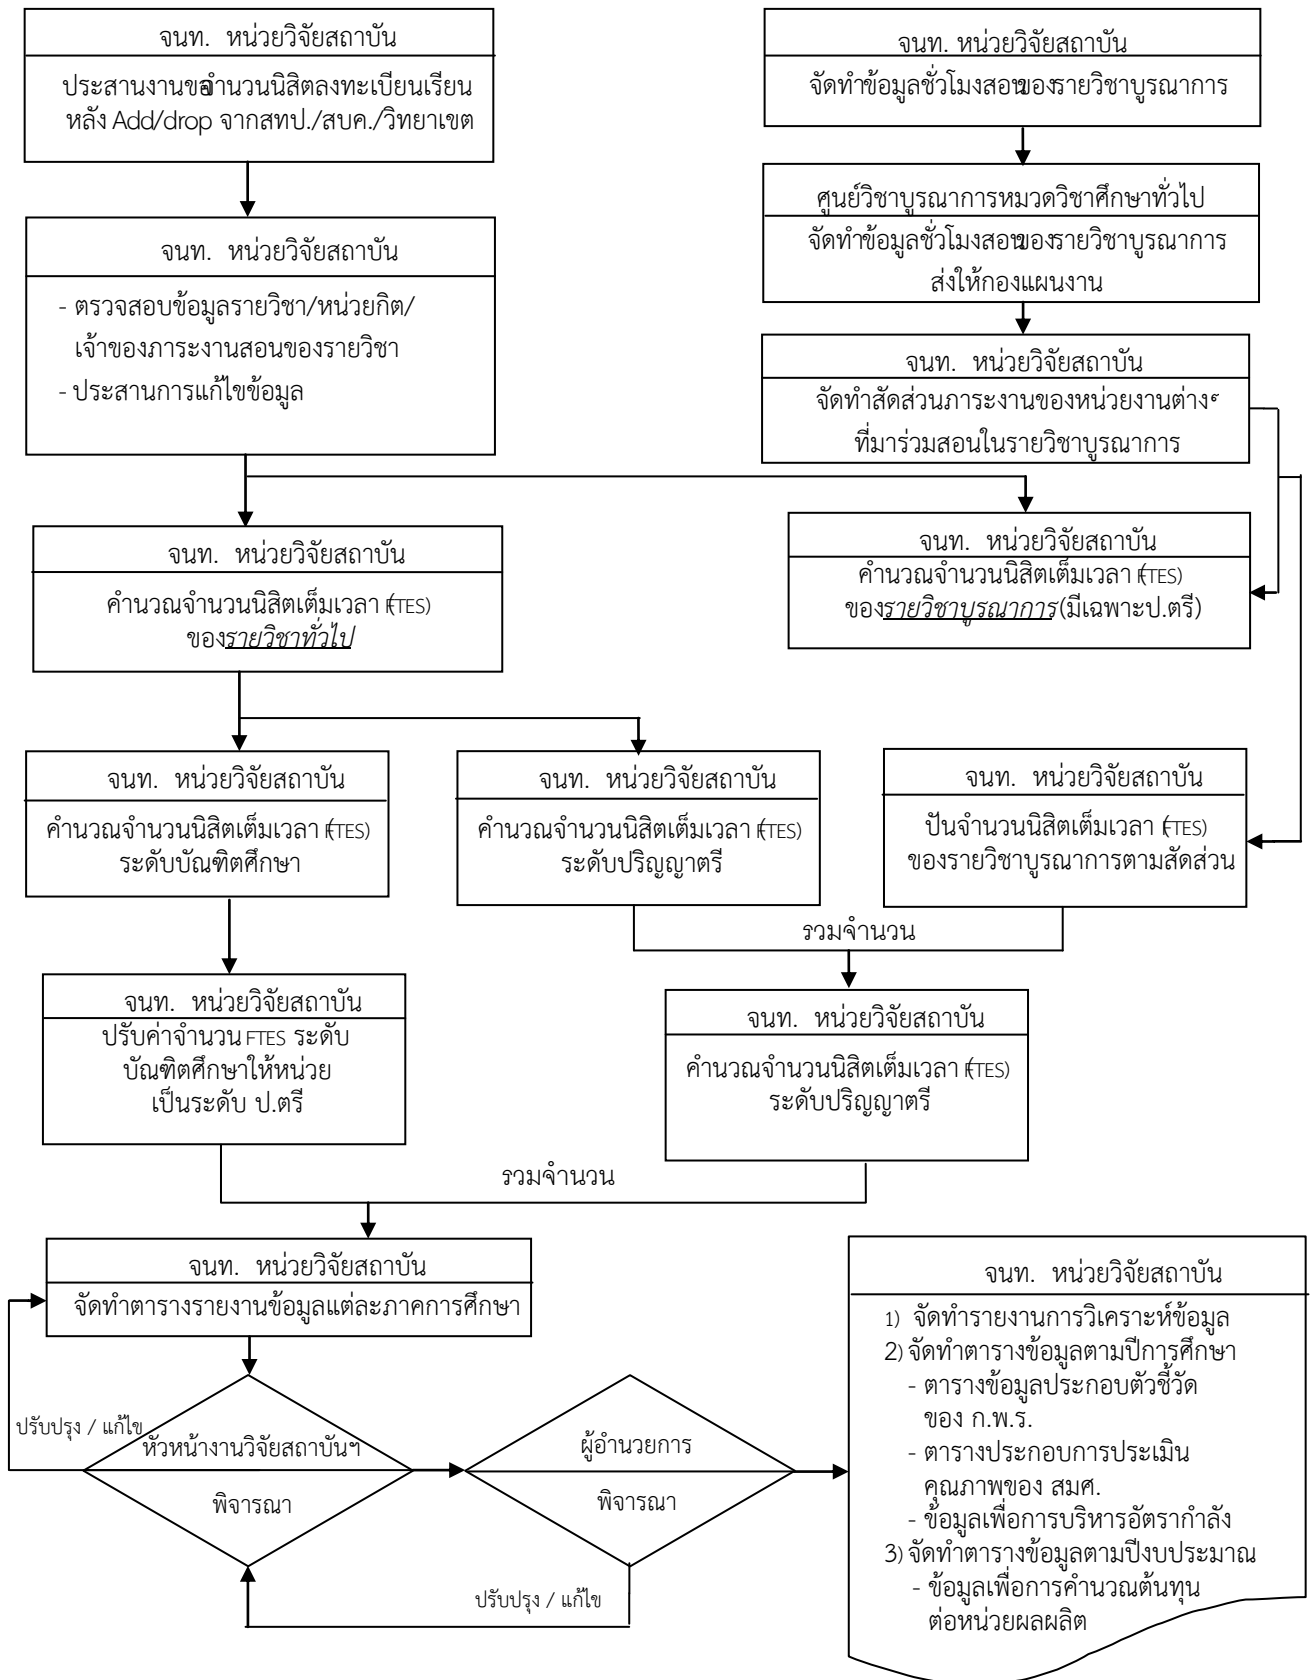 จนท. หน่วยวิจัยสถาบัน
ประสานงานขอจำนวนนิสิตลงทะเบียนเรียน
หลัง Add/drop จากสทป./สบค./วิทยาเขต
จนท. หน่วยวิจัยสถาบัน
จัดทำข้อมูลชั่วโมงสอนของรายวิชาบูรณาการ
ศูนย์วิชาบูรณาการหมวดวิชาศึกษาทั่วไป
จัดทำข้อมูลชั่วโมงสอนของรายวิชาบูรณาการ
ส่งให้กองแผนงาน
จนท. หน่วยวิจัยสถาบัน
- ตรวจสอบข้อมูลรายวิชา/หน่วยกิต/
เจ้าของภาระงานสอนของรายวิชา
- ประสานการแก้ไขข้อมูล
จนท. หน่วยวิจัยสถาบัน
จัดทำสัดส่วนภาระงานของหน่วยงานต่างๆ
ที่มาร่วมสอนในรายวิชาบูรณาการ
จนท. หน่วยวิจัยสถาบัน
คำนวณจำนวนนิสิตเต็มเวลา (FTES)
ของรายวิชาทั่วไป
จนท. หน่วยวิจัยสถาบัน
คำนวณจำนวนนิสิตเต็มเวลา (FTES)
ของรายวิชาบูรณาการ(มีเฉพาะป.ตรี)
จนท. หน่วยวิจัยสถาบัน
คำนวณจำนวนนิสิตเต็มเวลา (FTES)
ระดับบัณฑิตศึกษา
จนท. หน่วยวิจัยสถาบัน
คำนวณจำนวนนิสิตเต็มเวลา (FTES)
ระดับปริญญาตรี
จนท. หน่วยวิจัยสถาบัน
ปันจำนวนนิสิตเต็มเวลา (FTES)
ของรายวิชาบูรณาการตามสัดส่วน
รวมจำนวน
จนท. หน่วยวิจัยสถาบัน
ปรับค่าจำนวน FTES ระดับ
บัณฑิตศึกษาให้หน่วย
เป็นระดับ ป.ตรี
จนท. หน่วยวิจัยสถาบัน
คำนวณจำนวนนิสิตเต็มเวลา (FTES)
ระดับปริญญาตรี
รวมจำนวน
จนท. หน่วยวิจัยสถาบัน
จัดทำตารางรายงานข้อมูลแต่ละภาคการศึกษา
ปรับปรุง / แก้ไข
หัวหน้างานวิจัยสถาบันฯ
พิจารณา
ผู้อำนวยการ
พิจารณา
ปรับปรุง / แก้ไข
จนท. หน่วยวิจัยสถาบัน
1) จัดทำรายงานการวิเคราะห์ข้อมูล
2) จัดทำตารางข้อมูลตามปีการศึกษา
- ตารางข้อมูลประกอบตัวชี้วัด
ของ ก.พ.ร.
- ตารางประกอบการประเมิน
คุณภาพของ สมศ.
- ข้อมูลเพื่อการบริหารอัตรากำลัง
3) จัดทำตารางข้อมูลตามปีงบประมาณ
- ข้อมูลเพื่อการคำนวณต้นทุน
ต่อหน่วยผลผลิต